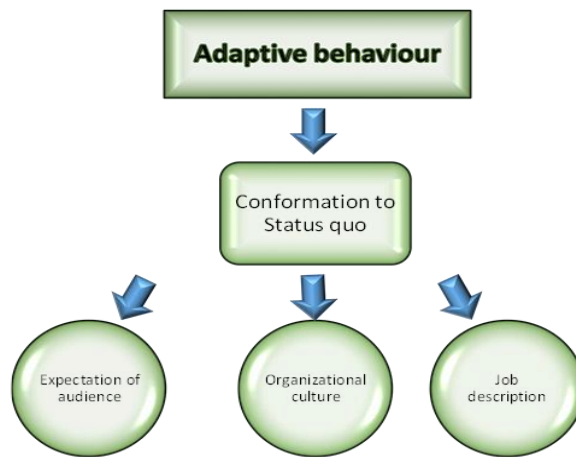 Adaptive behaviour
Conformation to
Status quo
Expectation of
audience
Organizational
culture
Job
description